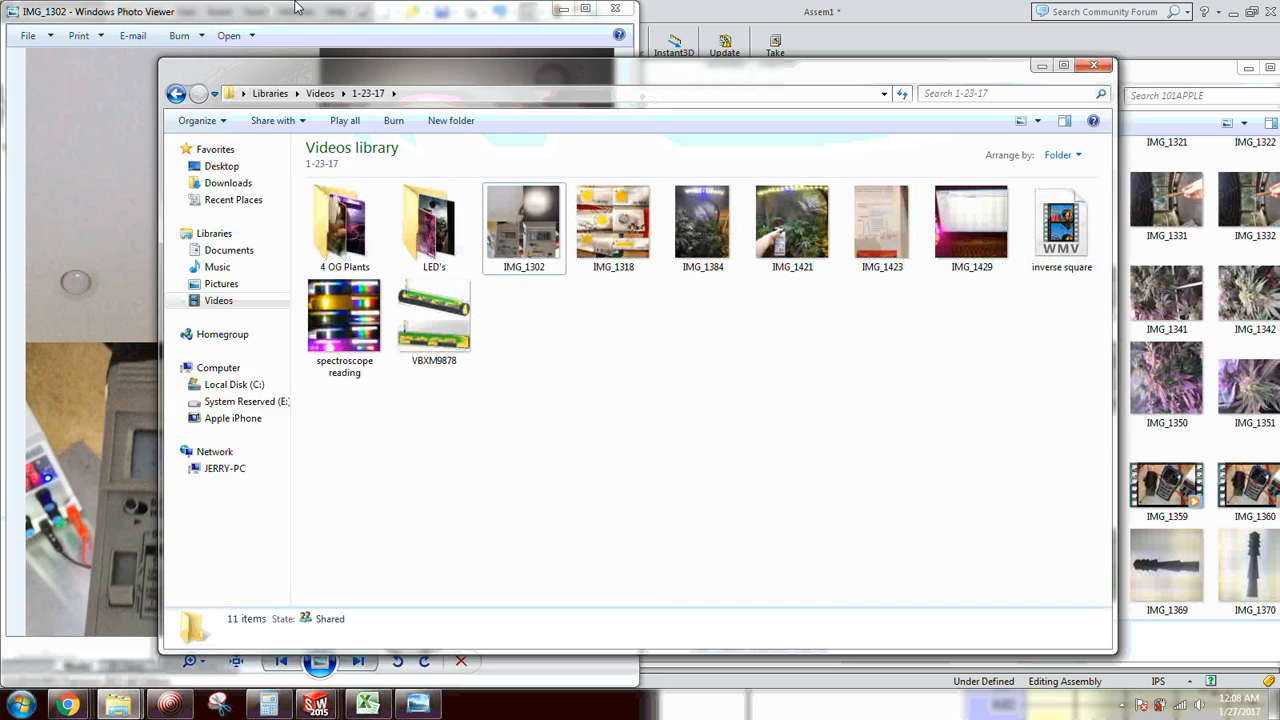 IMG_1302 - Windows Photo Viewer
Assem1 *
Search Community Forum
File Print E-mail Burn Open
Instant3D Update Take
Libraries Videos 1-23-17
Search 1-23-17
Search 101APPLE
Organize Share with Play all Burn New folder
Videos library
1-23-17
Arrange by: Folder
Favorites
Desktop
Downloads
Recent Places
Libraries
Documents
Music
Pictures
Videos
Homegroup
Computer
Local Disk (C:)
System Reserved (E:)
Apple iPhone
Network
JERRY-PC
4 OG Plants LED's IMG_1302 IMG_1318 IMG_1384 IMG_1421 IMG_1423 IMG_1429 WMV inverse square
spectroscope
reading
VBXM9878
IMG_1321 IMG_1322
IMG_1331 IMG_1332
IMG_1341 IMG_1342
IMG_1350 IMG_1351
IMG_1359 IMG_1360
IMG_1369 IMG_1370
11 items State: Shared
Under Defined Editing Assembly IPS
SW
2015
12:08 AM
1/27/2017